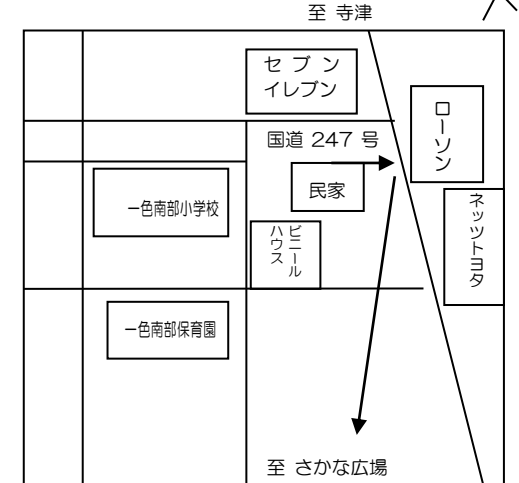 至 寺津
セブン
イレブン
ローソン
国道 247 号
民家
一色南部小学校
ネッツトヨタ
ビニール
ハウス
一色南部保育園
至 さかな広場